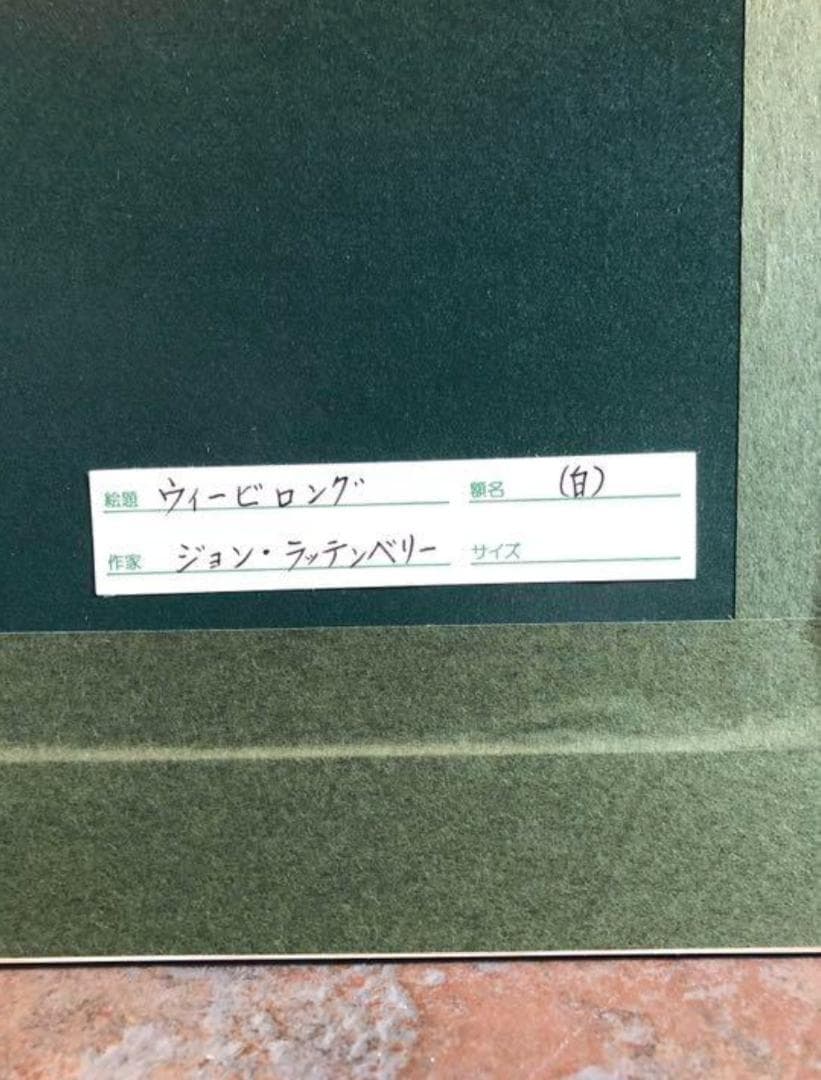 絵題 ウィービロング 額名 (白)
作家 ジョン・ラッテンベリー サイズ